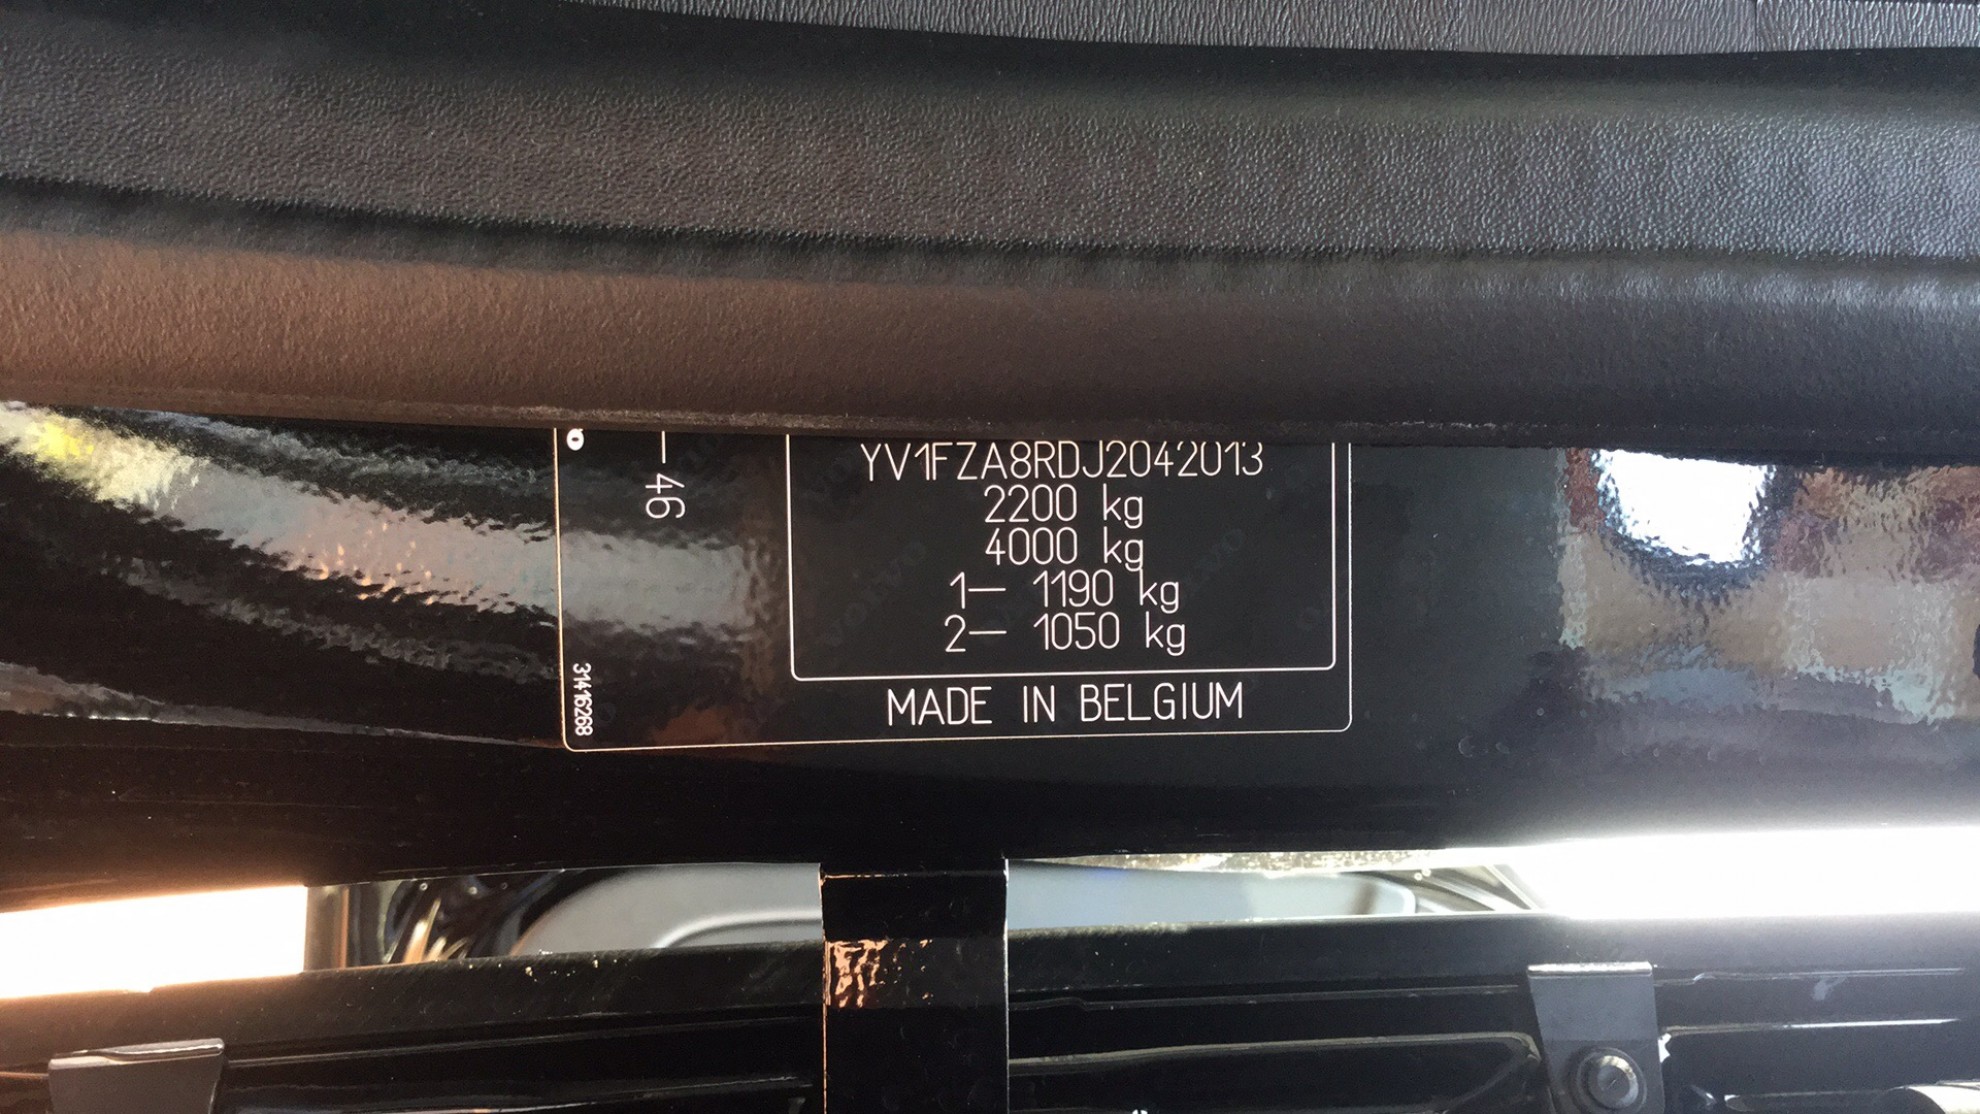 YV1FZA8RDJ2042013
2200 kg
4000 kg
1— 1190 kg
2— 1050 kg
MADE IN BELGIUM
—46
31416268